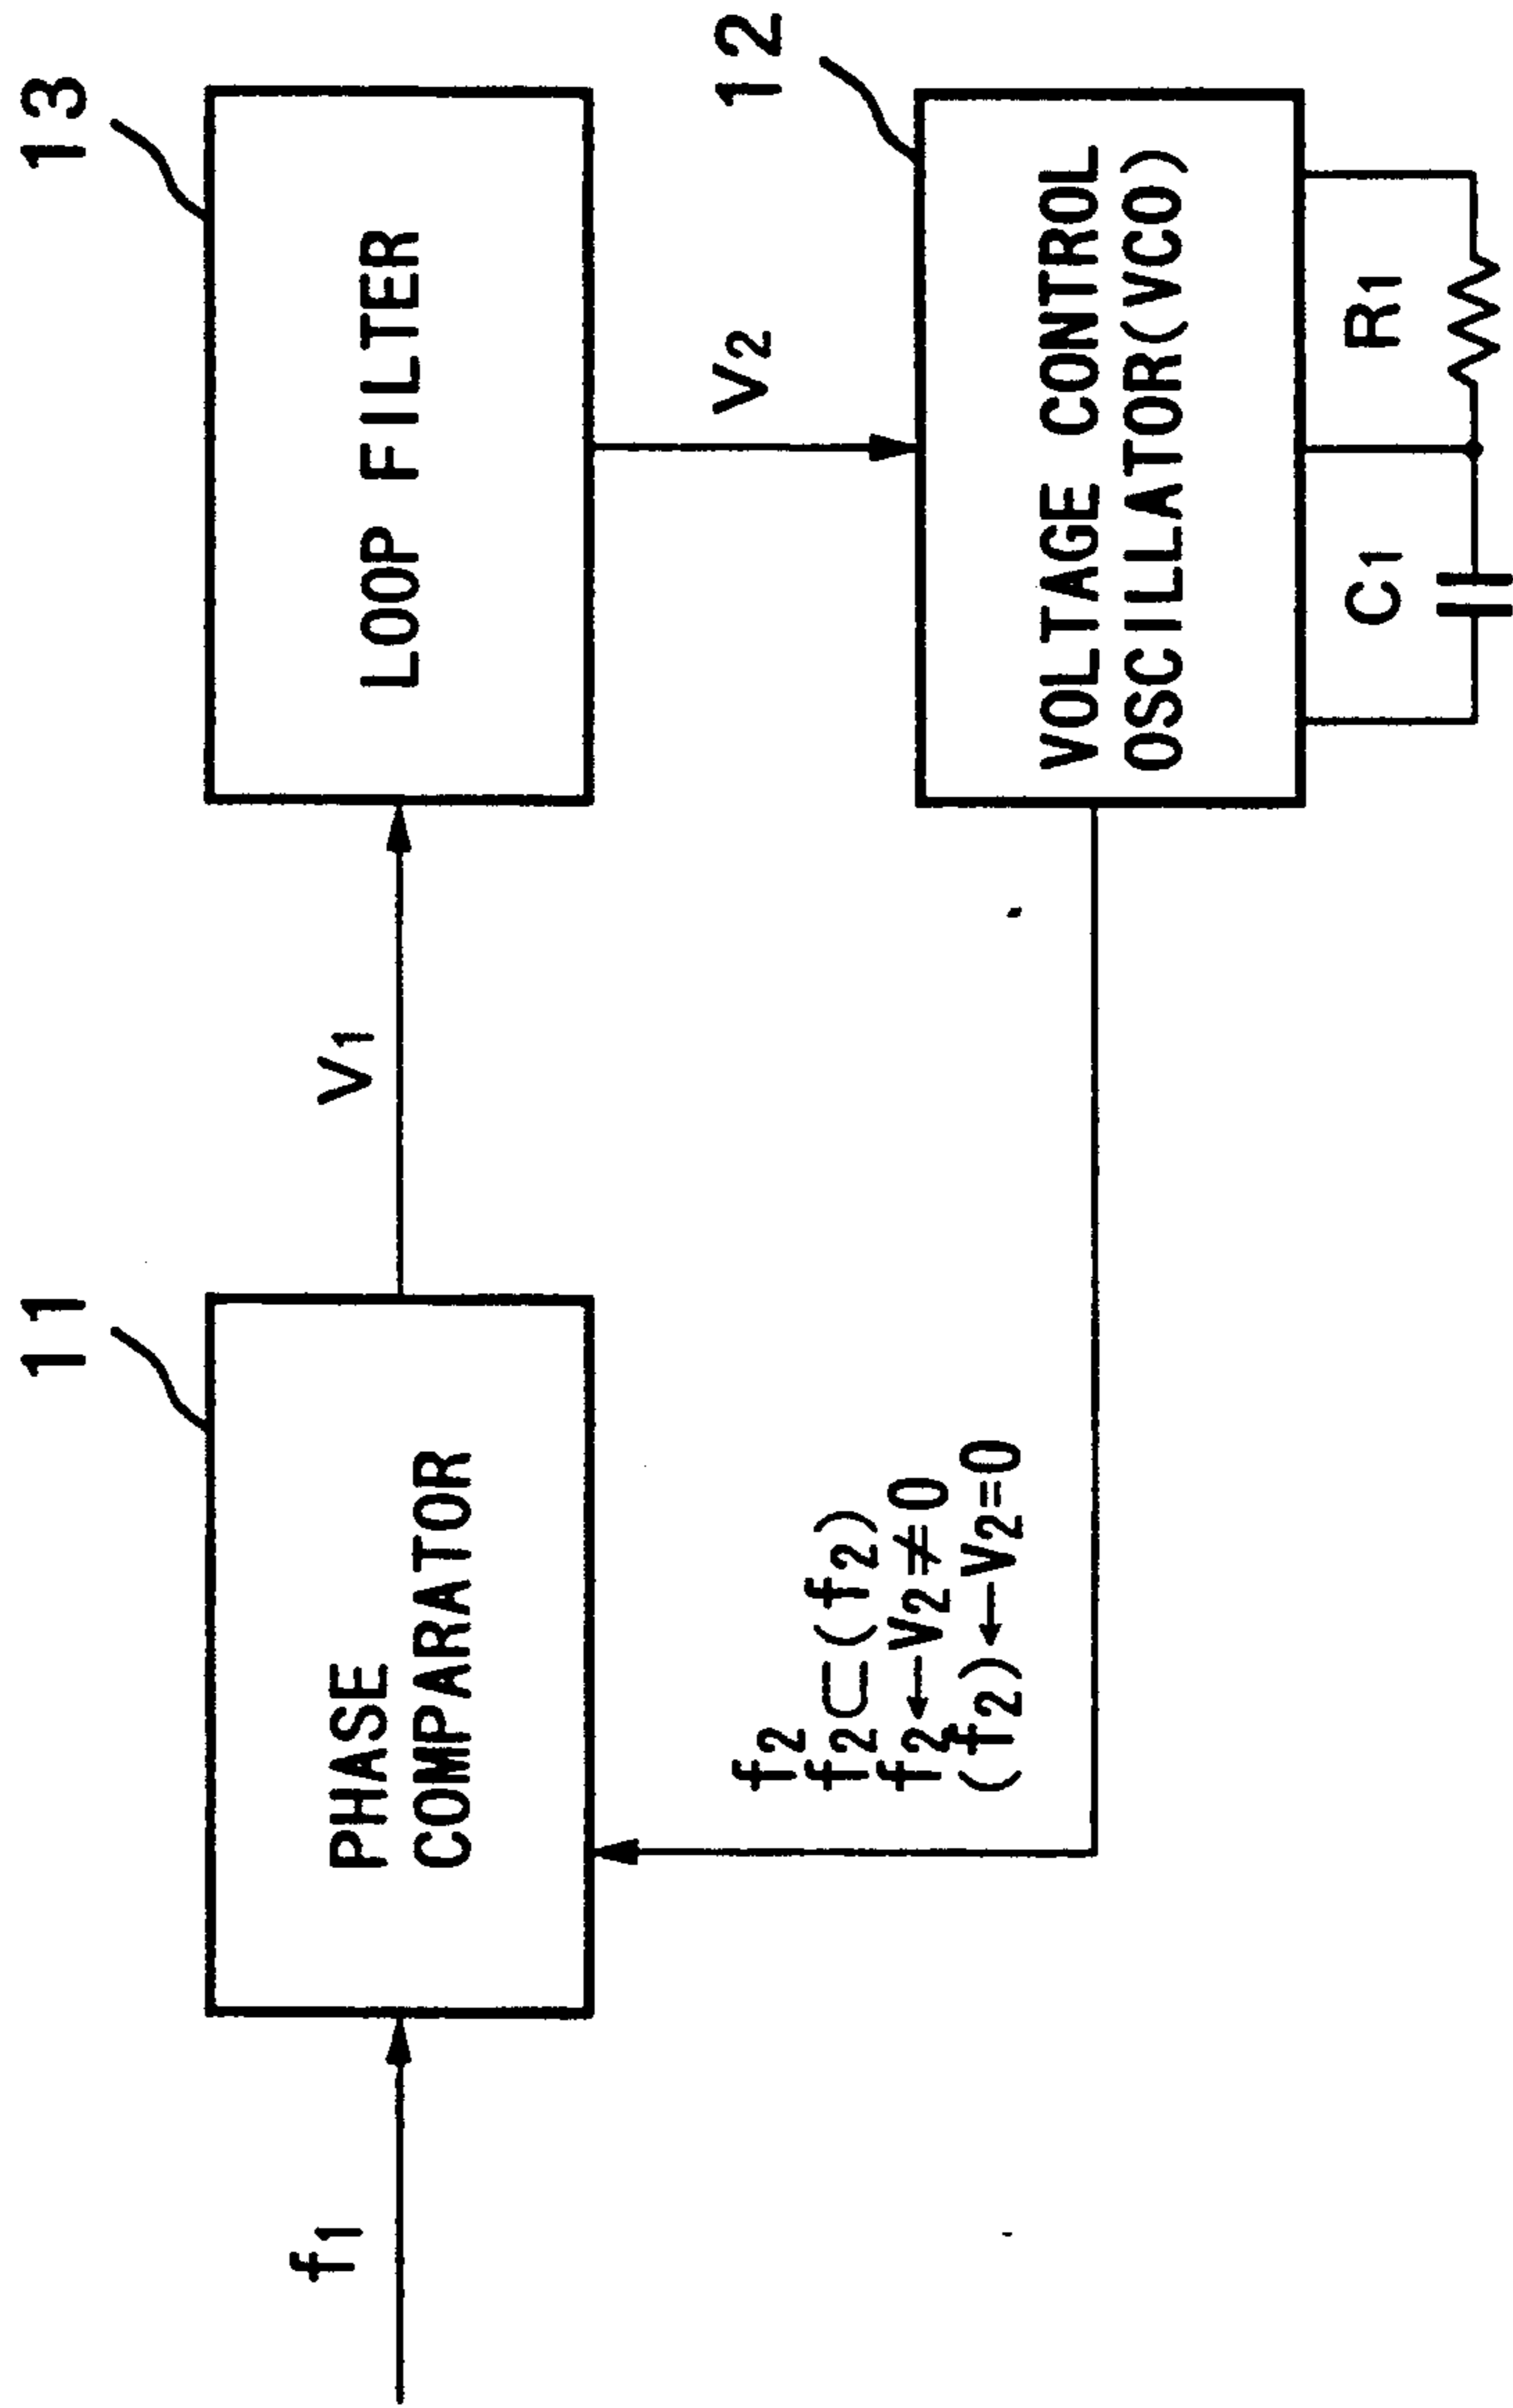 11
13
f1
PHASE
COMPARATOR
V1
LOOP FILTER
f2
f2⊂(f2)
f2←V2≠0
(f2)←V2=0
V2
12
VOLTAGE CONTROL
OSCILLATOR(VCO)
C1
R1